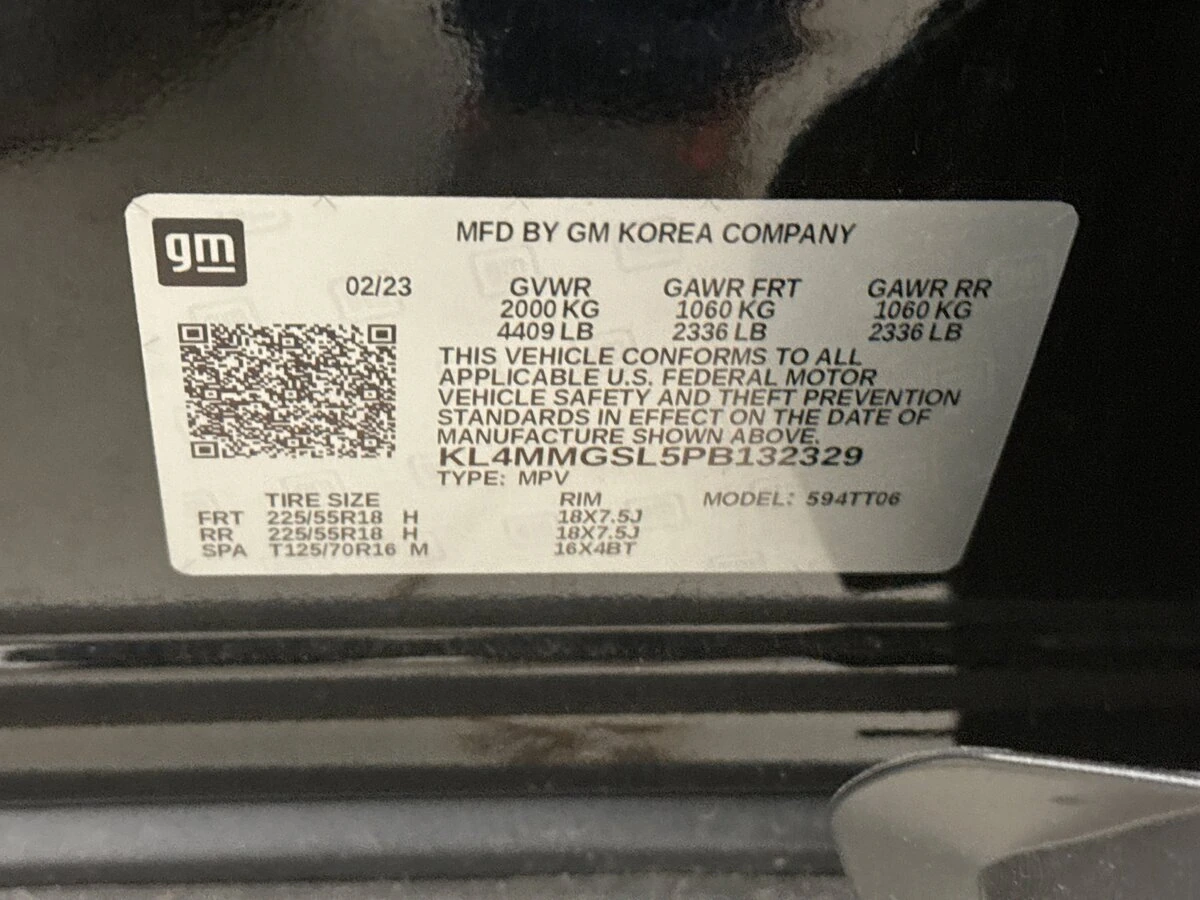 gm
MFD BY GM KOREA COMPANY
02/23
GVWR GAWR FRT GAWR RR
2000 KG 1060 KG 1060 KG
4409 LB 2336 LB 2336 LB
THIS VEHICLE CONFORMS TO ALL
APPLICABLE U.S. FEDERAL MOTOR
VEHICLE SAFETY AND THEFT PREVENTION
STANDARDS IN EFFECT ON THE DATE OF
MANUFACTURE SHOWN ABOVE.
KL4MMGSL5PB132329
TYPE: MPV
TIRE SIZE RIM MODEL: 594TT06
FRT 225/55R18 H 18X7.5J
RR 225/55R18 H 18X7.5J
SPA T125/70R16 M 16X4BT